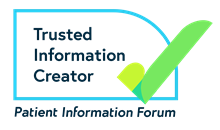 Trusted
Information
Creator
Patient Information Forum